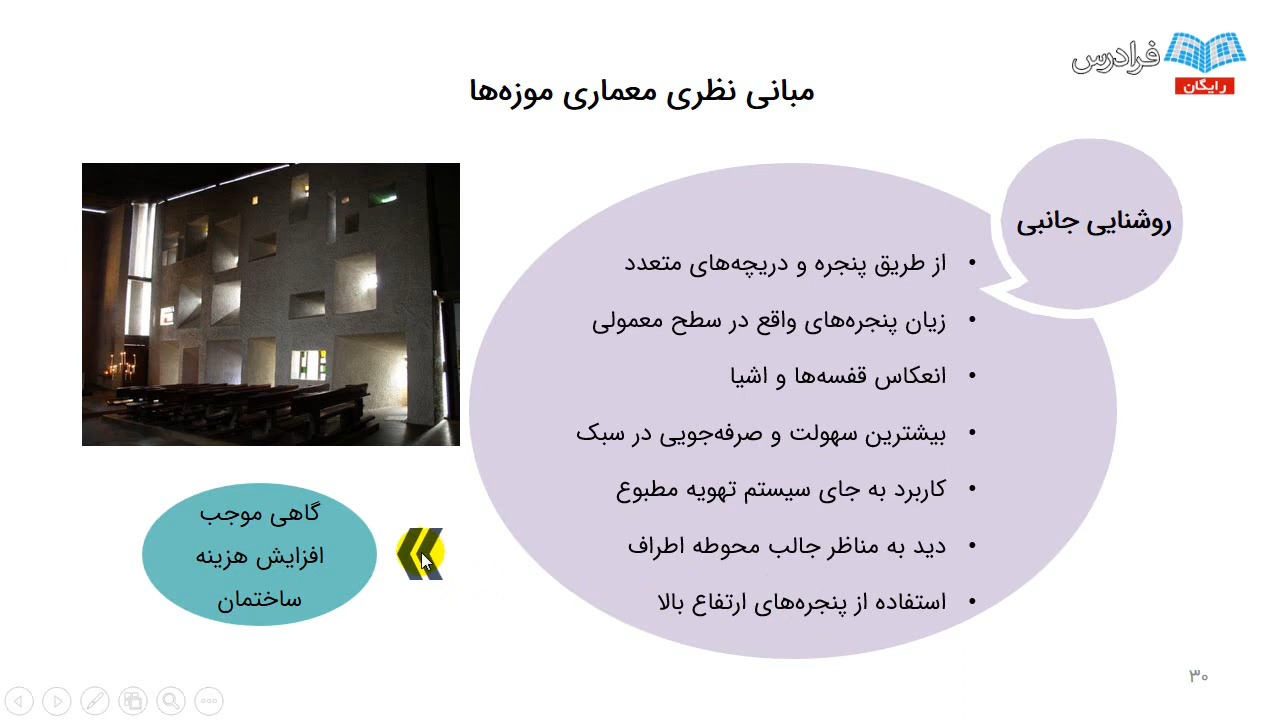 فرادرس
رایگان
مبانی نظری معماری موزه‌ها
روشنایی جانبی
• از طریق پنجره و دریچه‌های متعدد
• زیان پنجره‌های واقع در سطح معمولی
• انعکاس قفسه‌ها و اشیا
• بیشترین سهولت و صرفه‌جویی در سبک
• کاربرد به جای سیستم تهویه مطبوع
• دید به مناظر جالب محوطه اطراف
• استفاده از پنجره‌های ارتفاع بالا
گاهی موجب
افزایش هزینه
ساختمان
۳۰